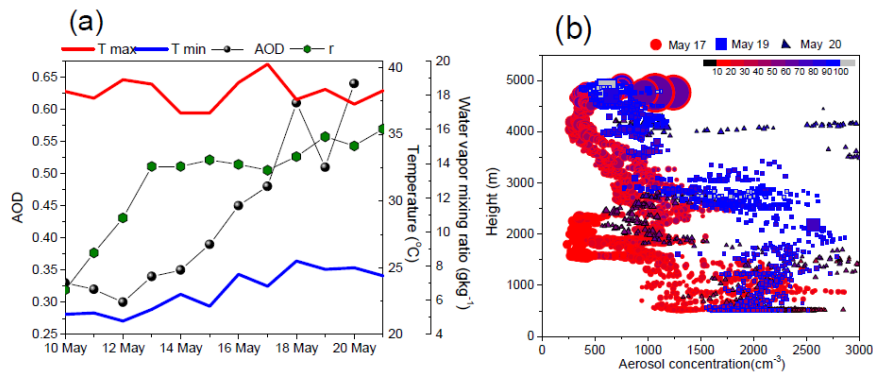 (a)
T max T min AOD r
0.65
0.60
0.55
0.50
0.45
0.40
0.35
0.30
0.25
AOD
10 May 12 May 14 May 16 May 18 May 20 May
40
35
30
25
20
Temperature (°C)
20
18
16
14
12
10
8
6
4
Water vapor mixing ratio (gkg-1)
(b)
May 17 May 19 May 20
10 20 30 40 50 60 70 80 90 100
5000
4000
3000
2000
1000
0
Height (m)
0 500 1000 1500 2000 2500 3000
Aerosol concentration(cm-3)